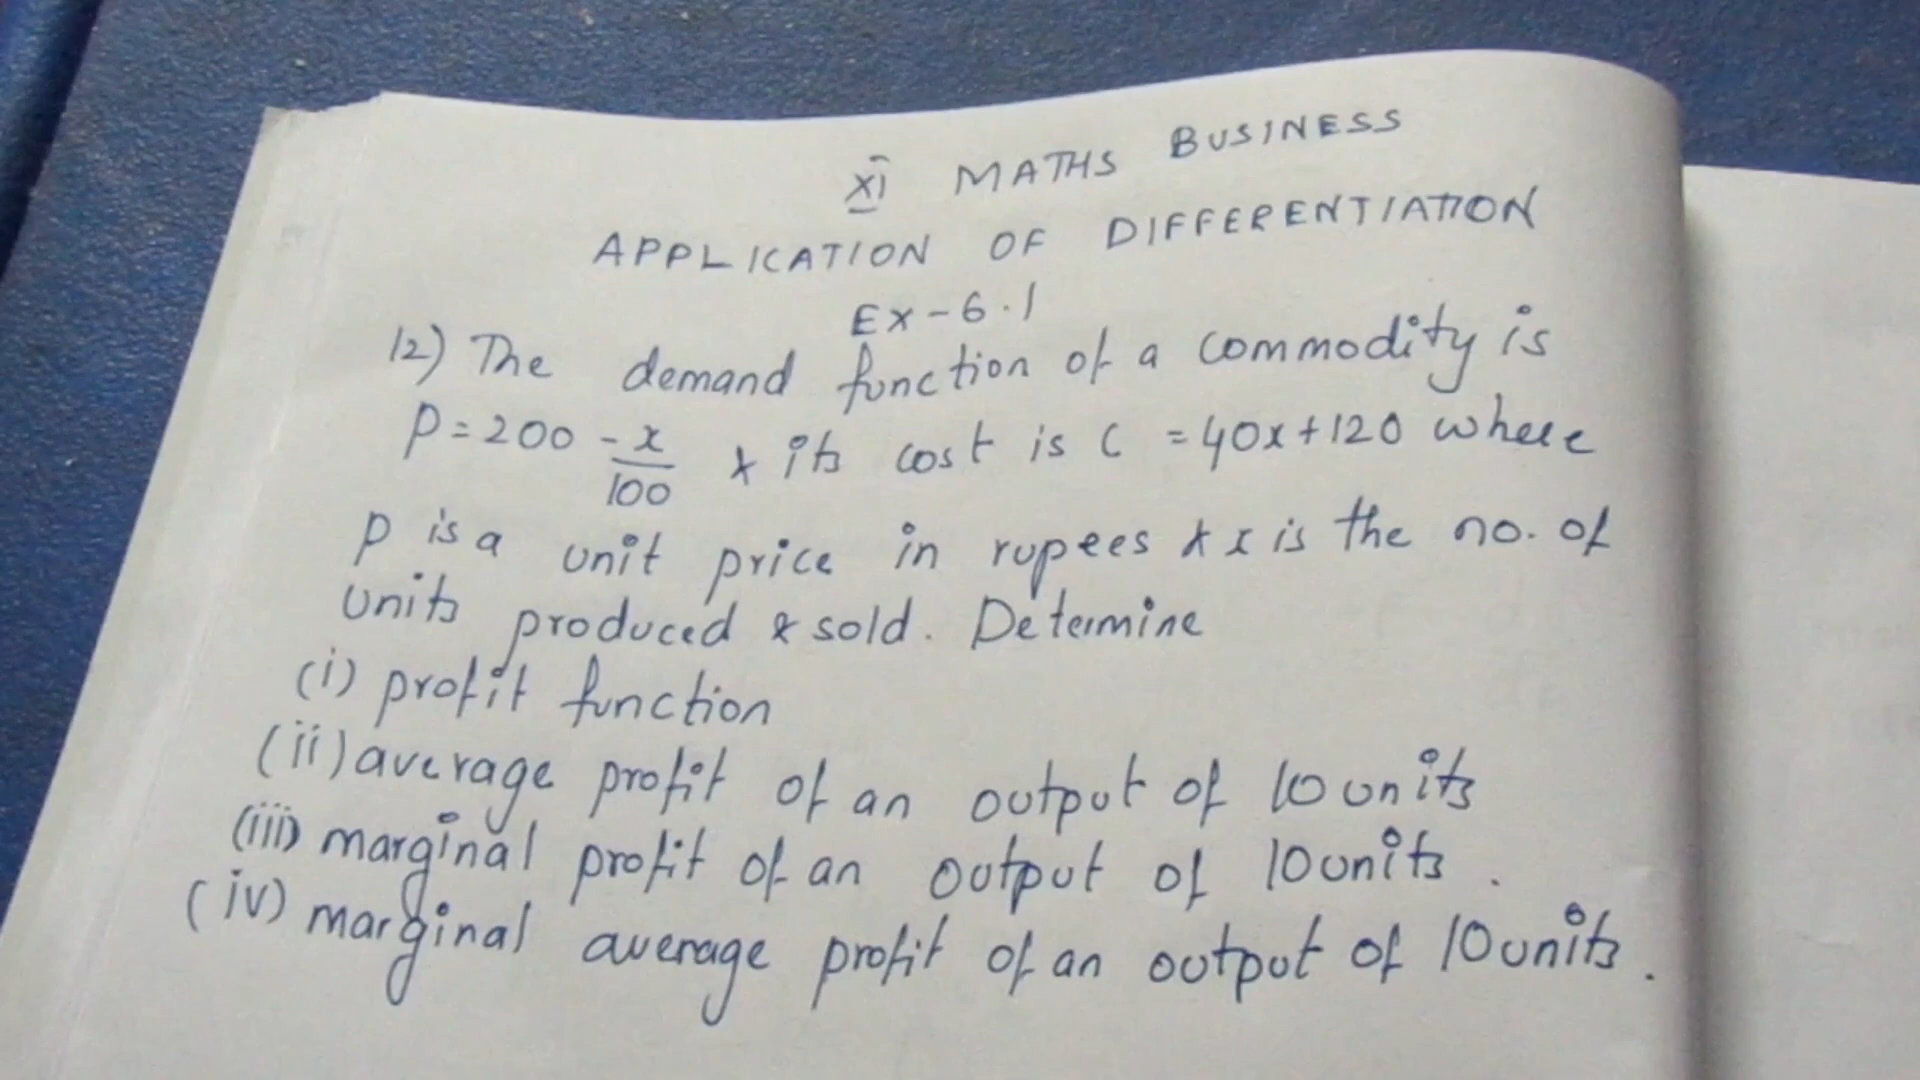 XI MATHS BUSINESS
APPLICATION OF DIFFERENTIATION
EX-6.1
12) The demand function of a commodity is
P=200 - x/100 & its cost is C = 40x+120 where
p is a unit price in rupees & x is the no. of
units produced & sold. Determine
(i) profit function
(ii) average profit of an output of 10 units
(iii) marginal profit of an output of 10 units.
(iv) marginal average profit of an output of 10 units.